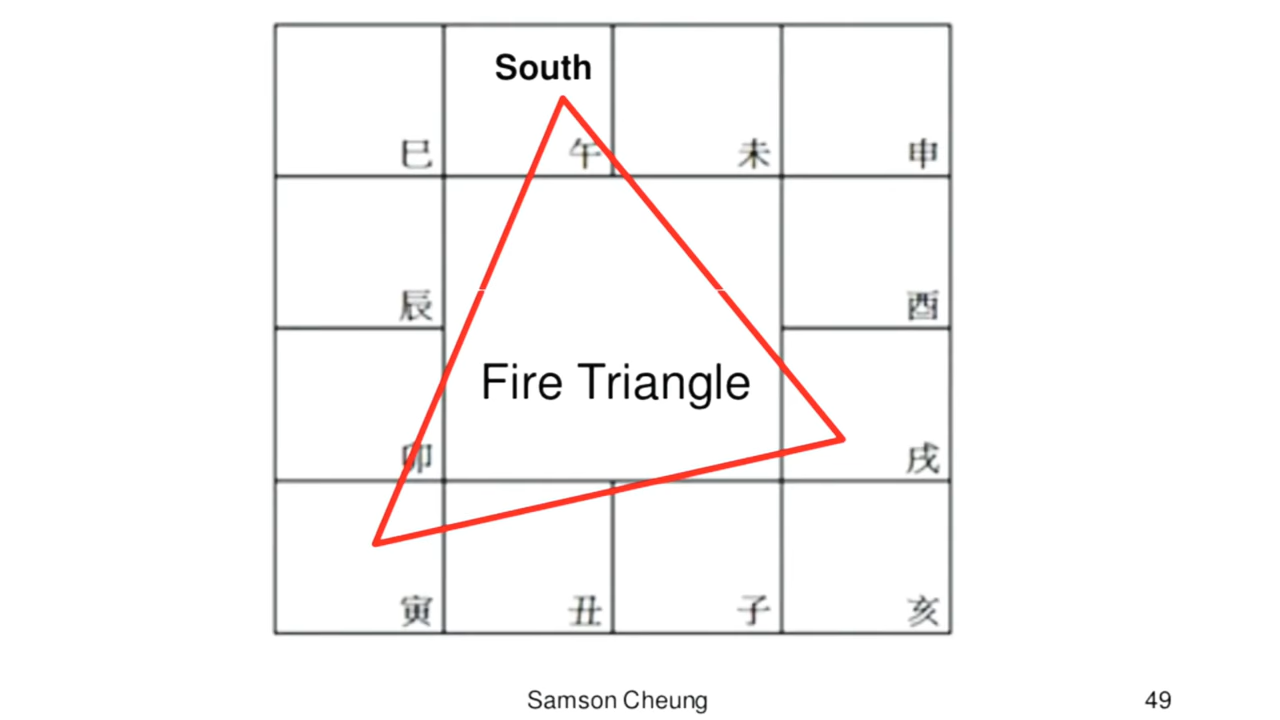 South
巳 午 未 申
辰 酉
Fire Triangle
卯 戌
寅 丑 子 亥
Samson Cheung 49